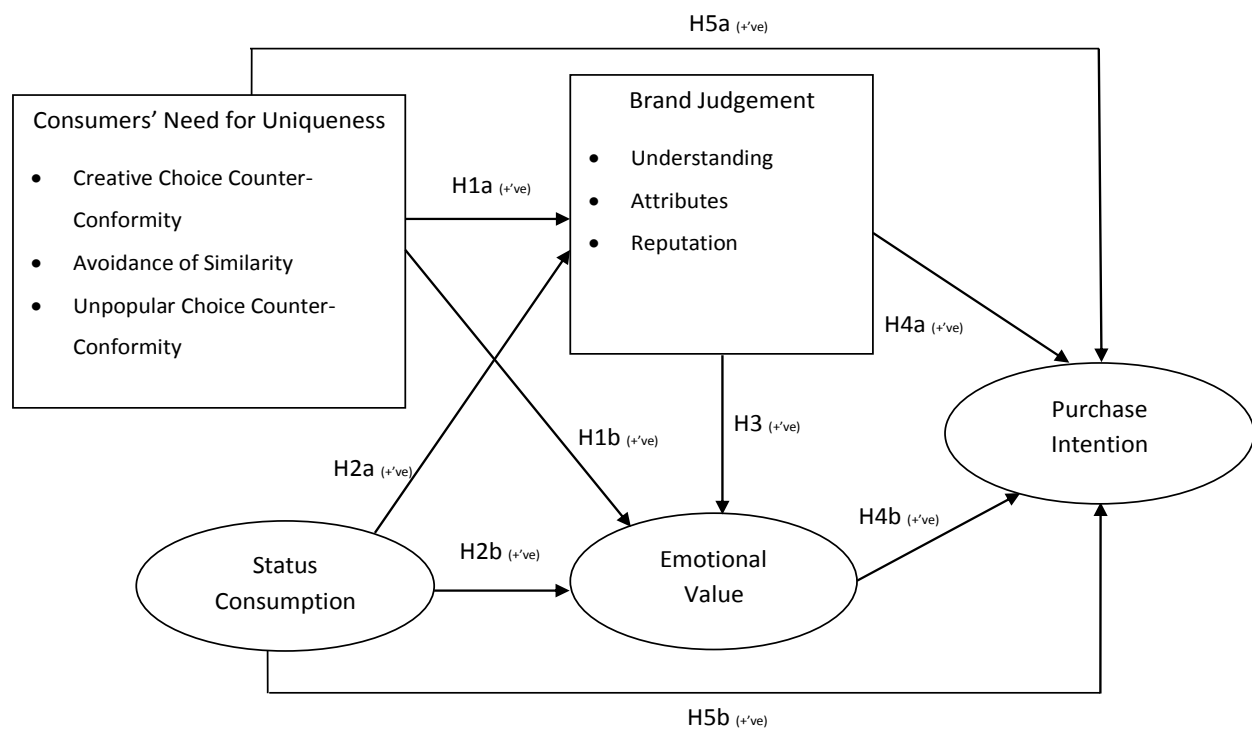 H5a (+'ve)
Consumers’ Need for Uniqueness
• Creative Choice Counter-
Conformity
• Avoidance of Similarity
• Unpopular Choice Counter-
Conformity
H1a (+'ve)
Brand Judgement
• Understanding
• Attributes
• Reputation
H4a (+'ve)
H1b (+'ve)
H3 (+'ve)
H2a (+'ve)
Purchase
Intention
Status
Consumption
H2b (+'ve)
Emotional
Value
H4b (+'ve)
H5b (+'ve)